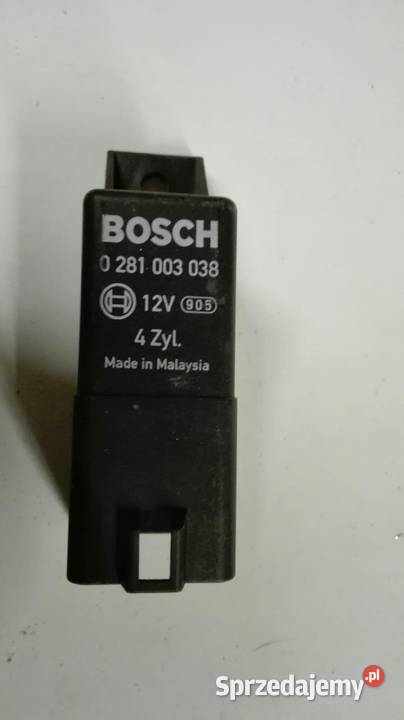 BOSCH
0 281 003 038
12V 905
4 Zyl.
Made in Malaysia
Sprzedajemy.pl